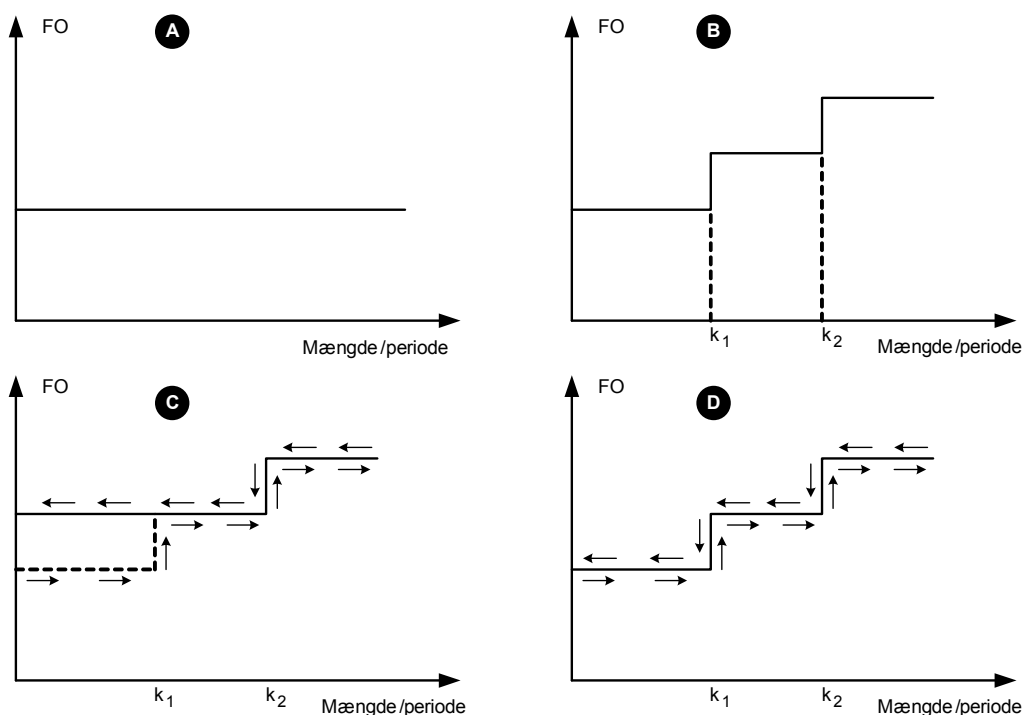 FO A
Mængde/periode
FO B
k1 k2 Mængde/periode
FO C
k1 k2 Mængde/periode
FO D
k1 k2 Mængde/periode